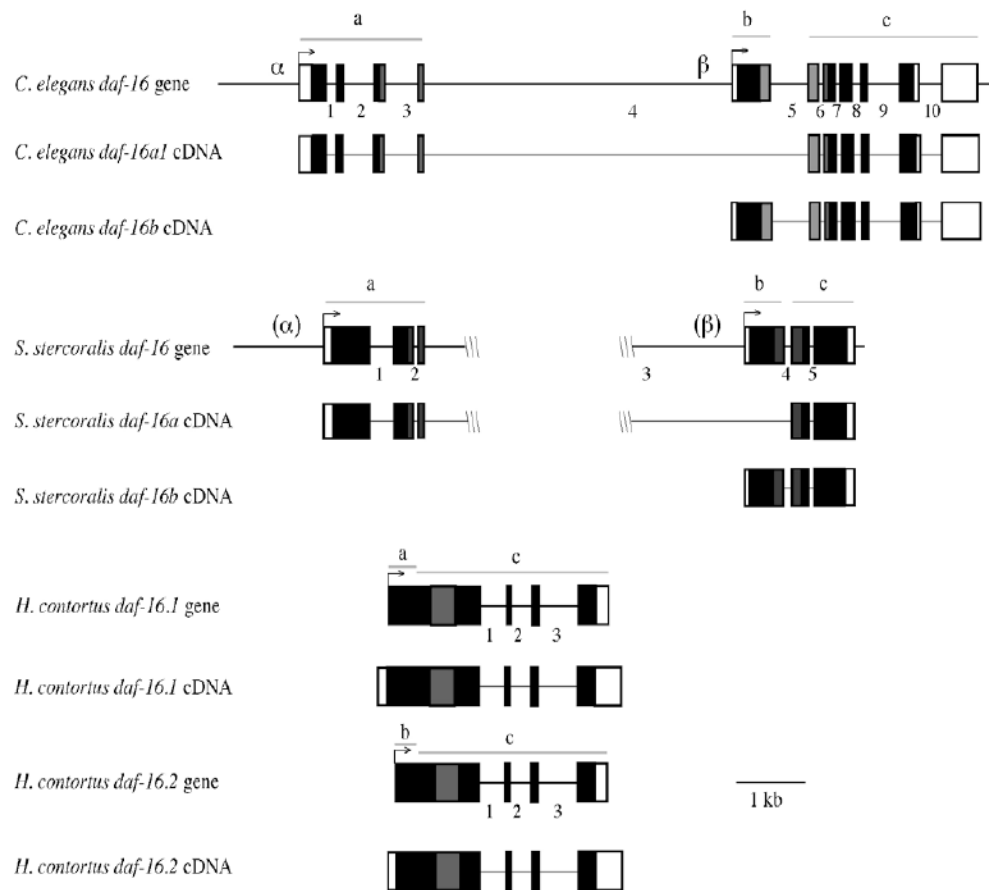 a b c
α β
C. elegans daf-16 gene
1 2 3 4 5 6 7 8 9 10
C. elegans daf-16a1 cDNA
C. elegans daf-16b cDNA
a b c
(α) (β)
S. stercoralis daf-16 gene
1 2 3 4 5
S. stercoralis daf-16a cDNA
S. stercoralis daf-16b cDNA
a c
H. contortus daf-16.1 gene
1 2 3
H. contortus daf-16.1 cDNA
b c
H. contortus daf-16.2 gene
1 2 3
1 kb
H. contortus daf-16.2 cDNA